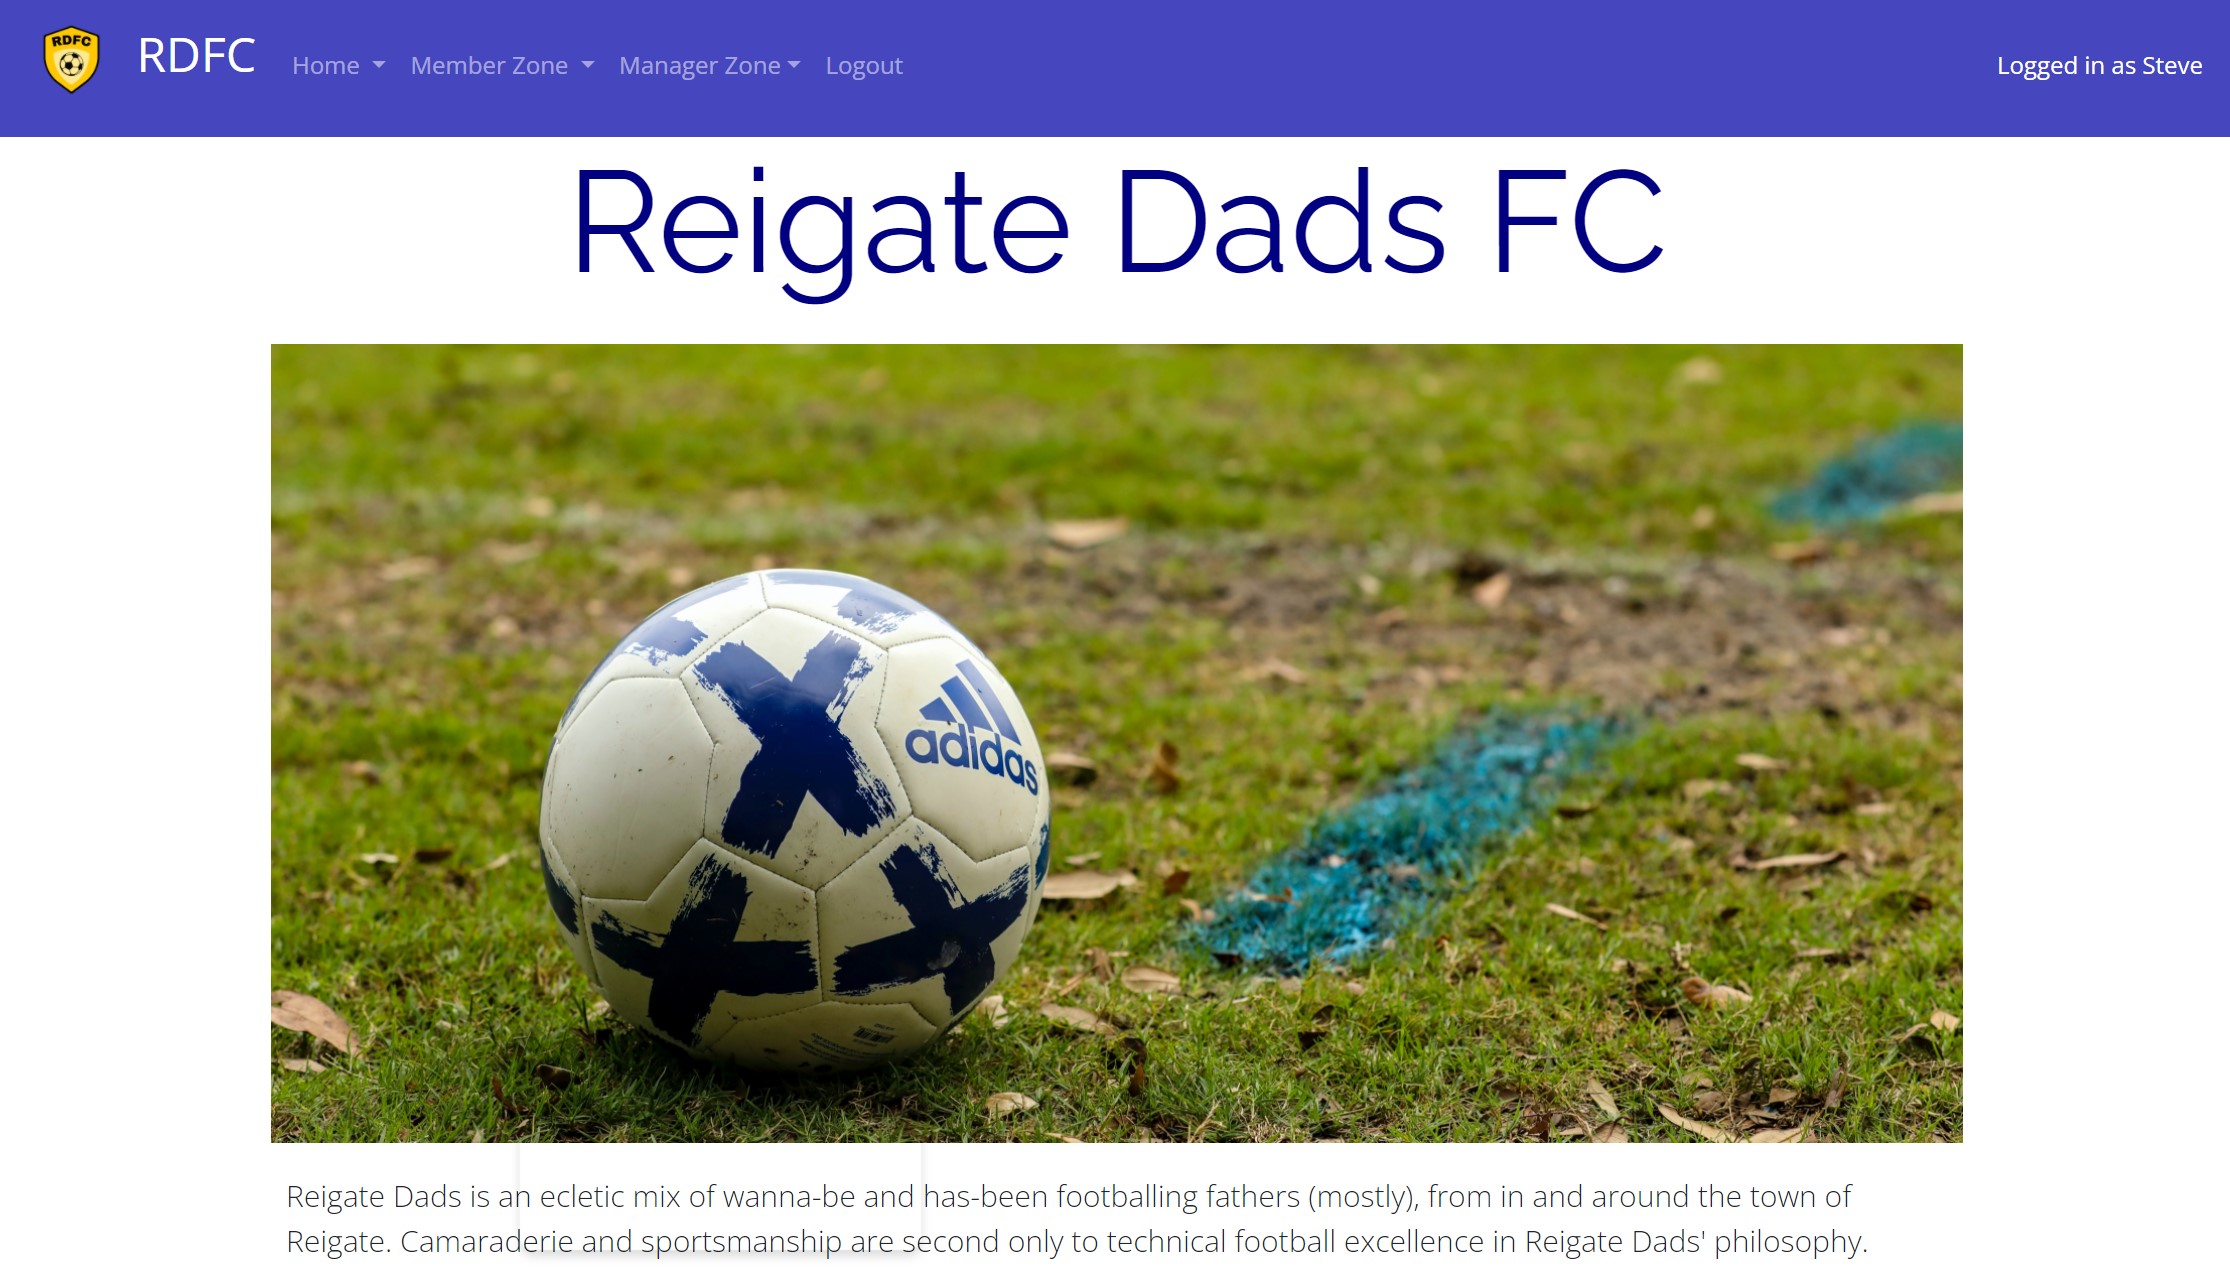 RDFC
RDFC
Home
Member Zone
Manager Zone
Logout
Logged in as Steve
Reigate Dads FC
adidas
Reigate Dads is an ecletic mix of wanna-be and has-been footballing fathers (mostly), from in and around the town of
Reigate. Camaraderie and sportsmanship are second only to technical football excellence in Reigate Dads' philosophy.